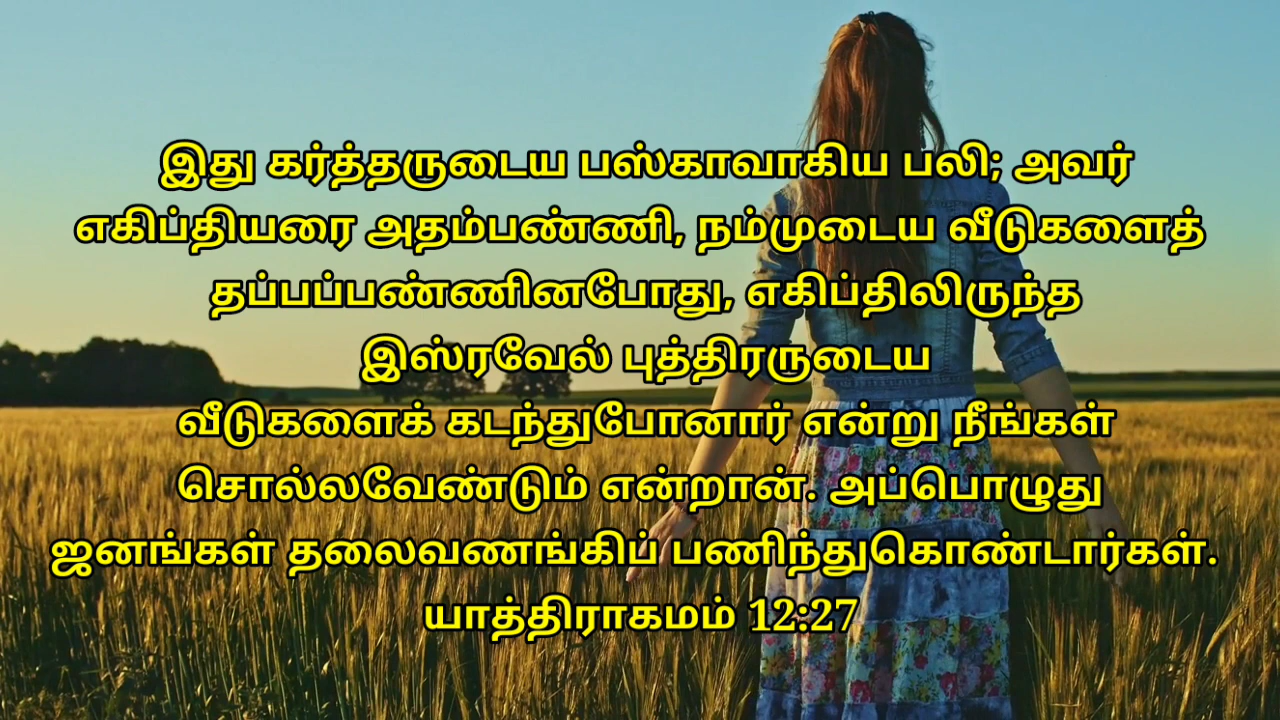 இது கர்த்தருடைய பஸ்காவாகிய பலி; அவர்
எகிப்தியரை அதம்பண்ணி, நம்முடைய வீடுகளைத்
தப்பப்பண்ணினபோது, எகிப்திலிருந்த
இஸ்ரவேல் புத்திரருடைய
வீடுகளைக் கடந்துபோனார் என்று நீங்கள்
சொல்லவேண்டும் என்றான். அப்பொழுது
ஜனங்கள் தலைவணங்கிப் பணிந்துகொண்டார்கள்.
யாத்திராகமம் 12:27